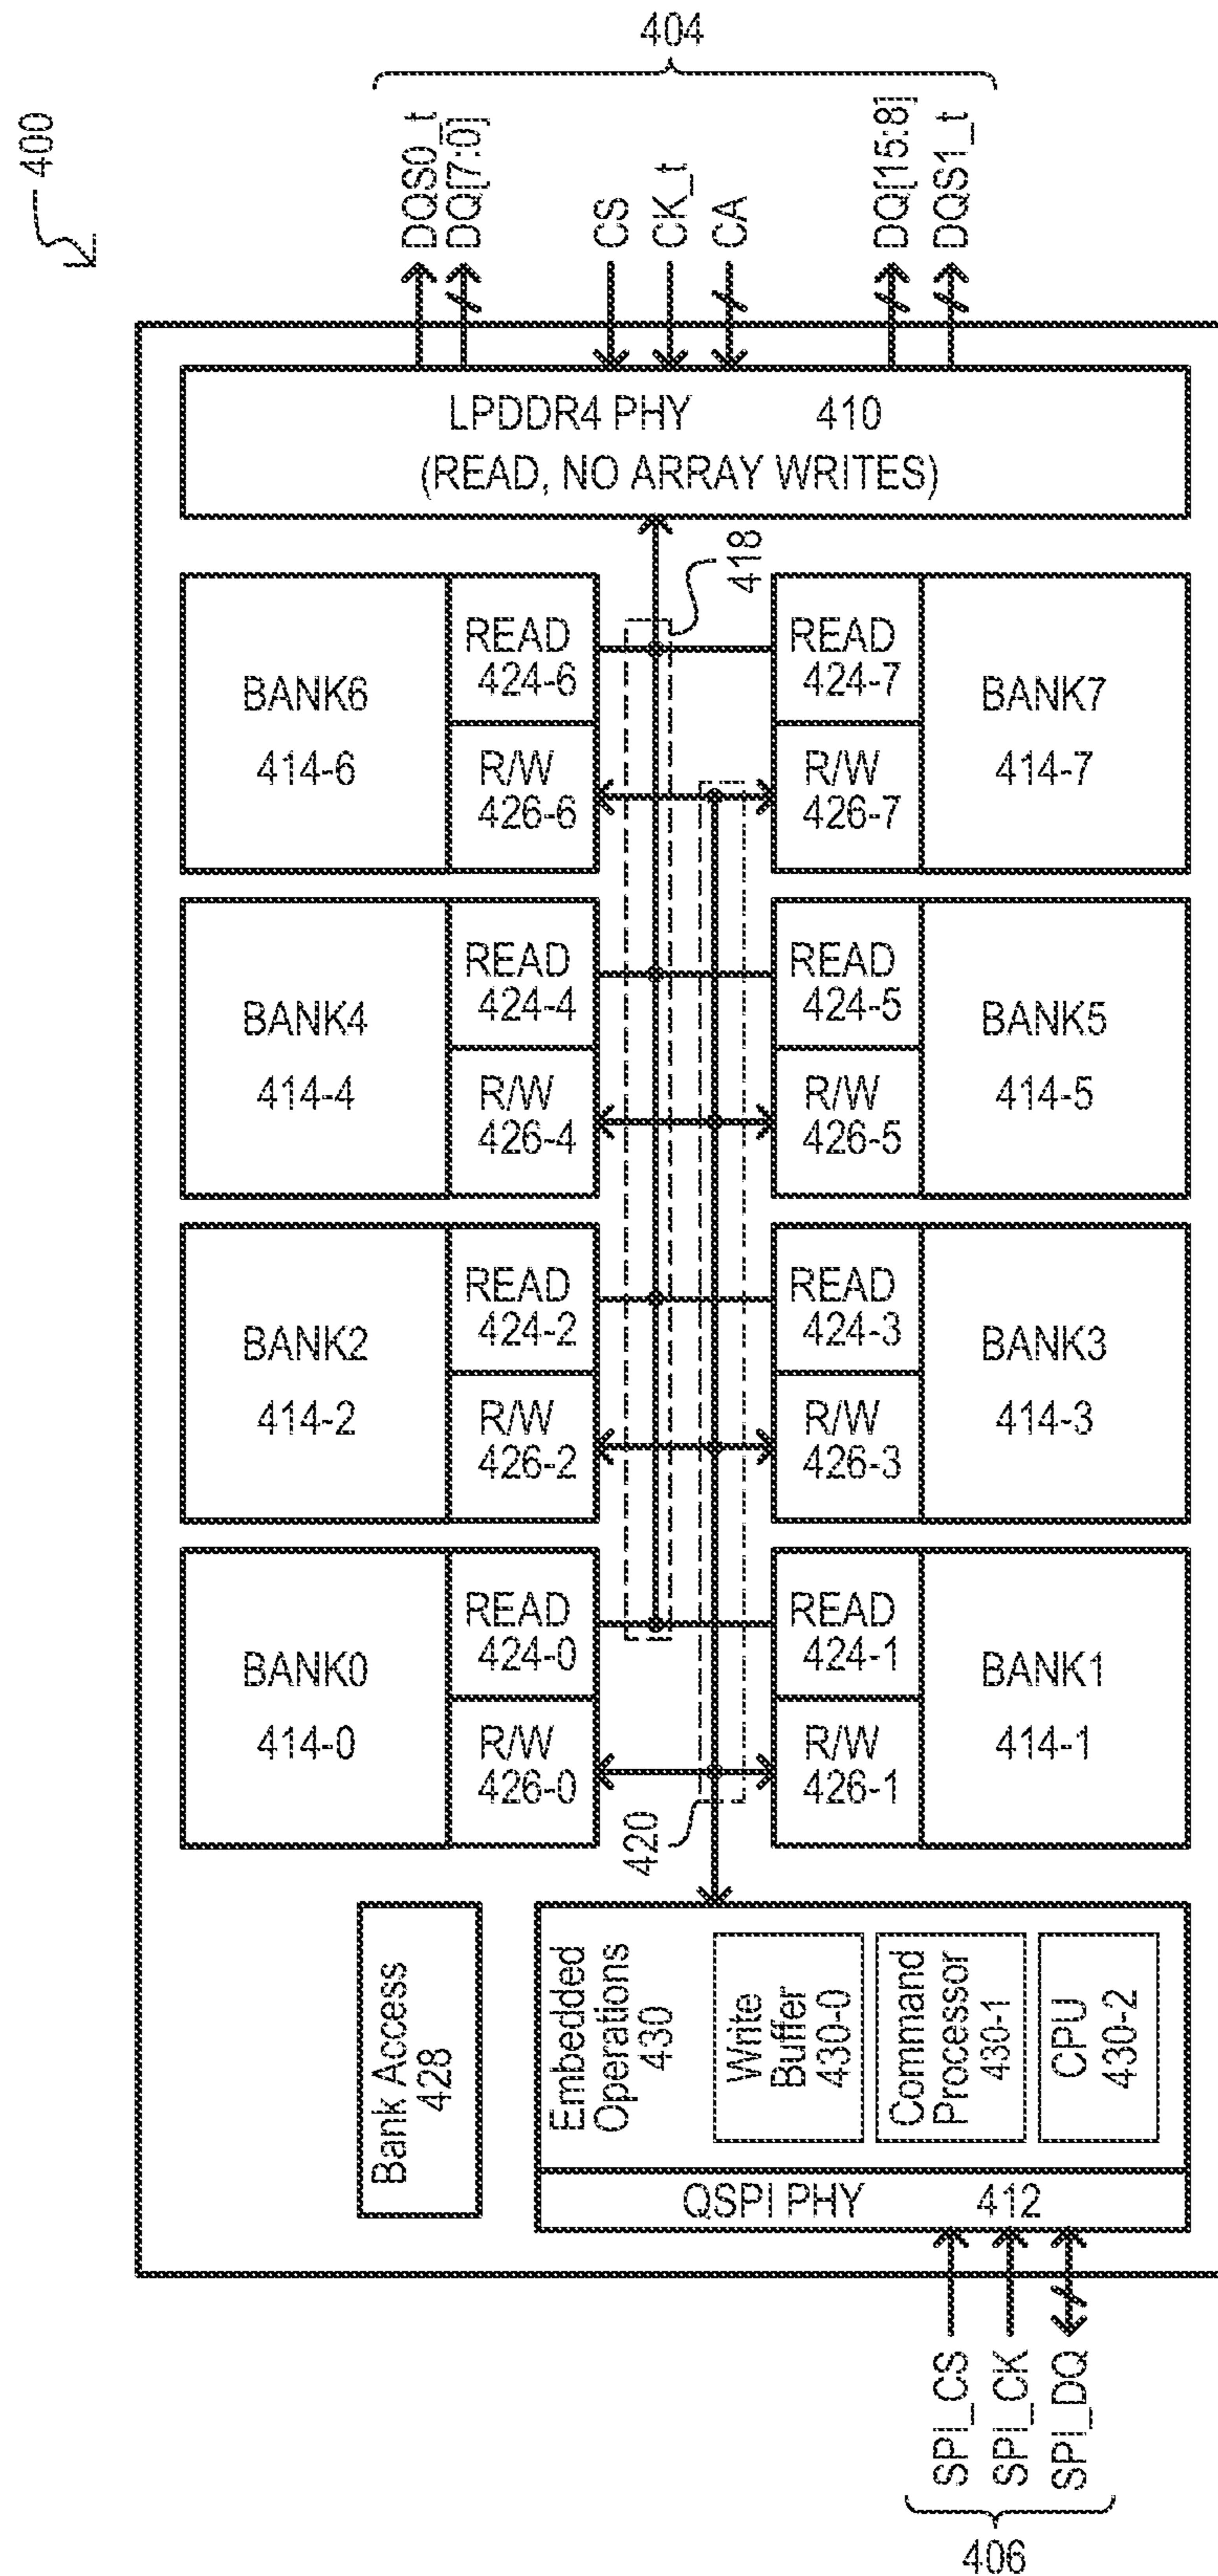 400
404
DQS0_t
DQ[7:0]
CS
CK_t
CA
DQ[15:8]
DQS1_t
LPDDR4 PHY 410
(READ, NO ARRAY WRITES)
418
BANK6
414-6
READ
424-6
R/W
426-6
READ
424-7
R/W
426-7
BANK7
414-7
BANK4
414-4
READ
424-4
R/W
426-4
READ
424-5
R/W
426-5
BANK5
414-5
BANK2
414-2
READ
424-2
R/W
426-2
READ
424-3
R/W
426-3
BANK3
414-3
BANK0
414-0
READ
424-0
R/W
426-0
READ
424-1
R/W
426-1
BANK1
414-1
420
Bank Access
428
Embedded
Operations
430
Write
Buffer
430-0
Command
Processor
430-1
CPU
430-2
QSPI PHY 412
SPI_CS
SPI_CK
SPI_DQ
406